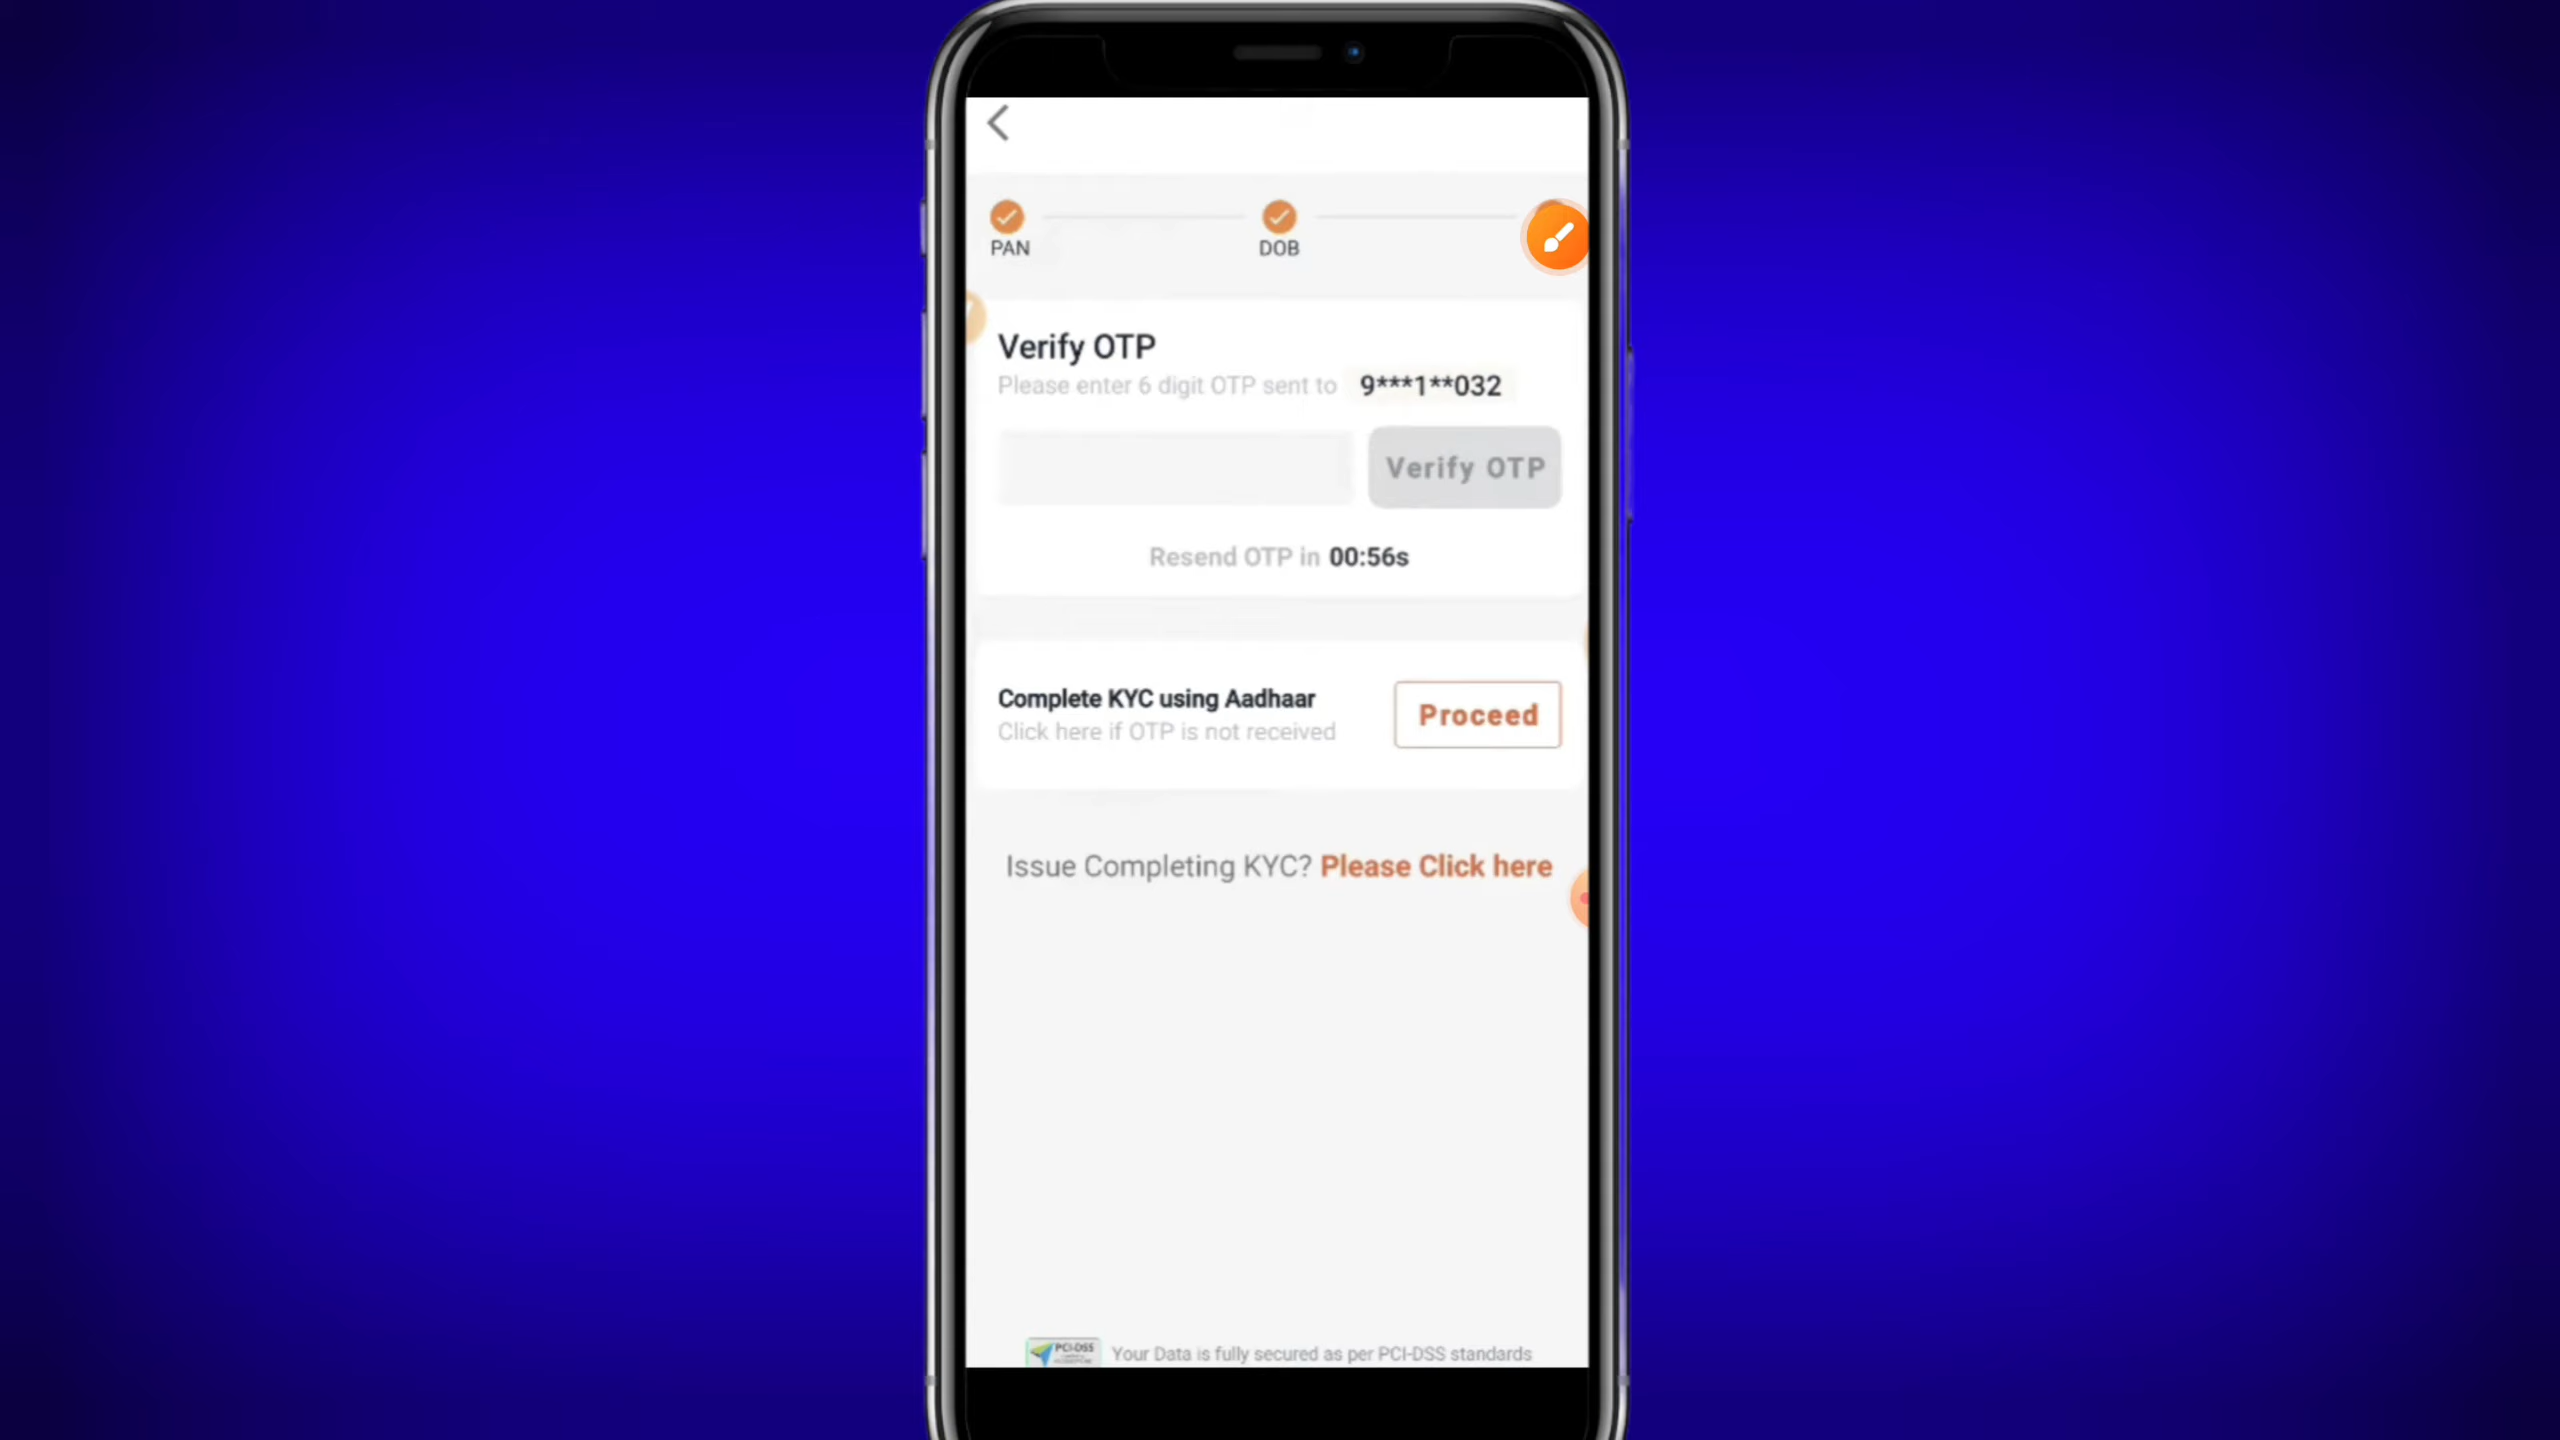 PAN
DOB
Verify OTP
Please enter 6 digit OTP sent to 9***1**032
Verify OTP
Resend OTP in 00:56s
Complete KYC using Aadhaar
Click here if OTP is not received
Proceed
Issue Completing KYC? Please Click here
PCI-DSS
Your Data is fully secured as per PCI-DSS standards